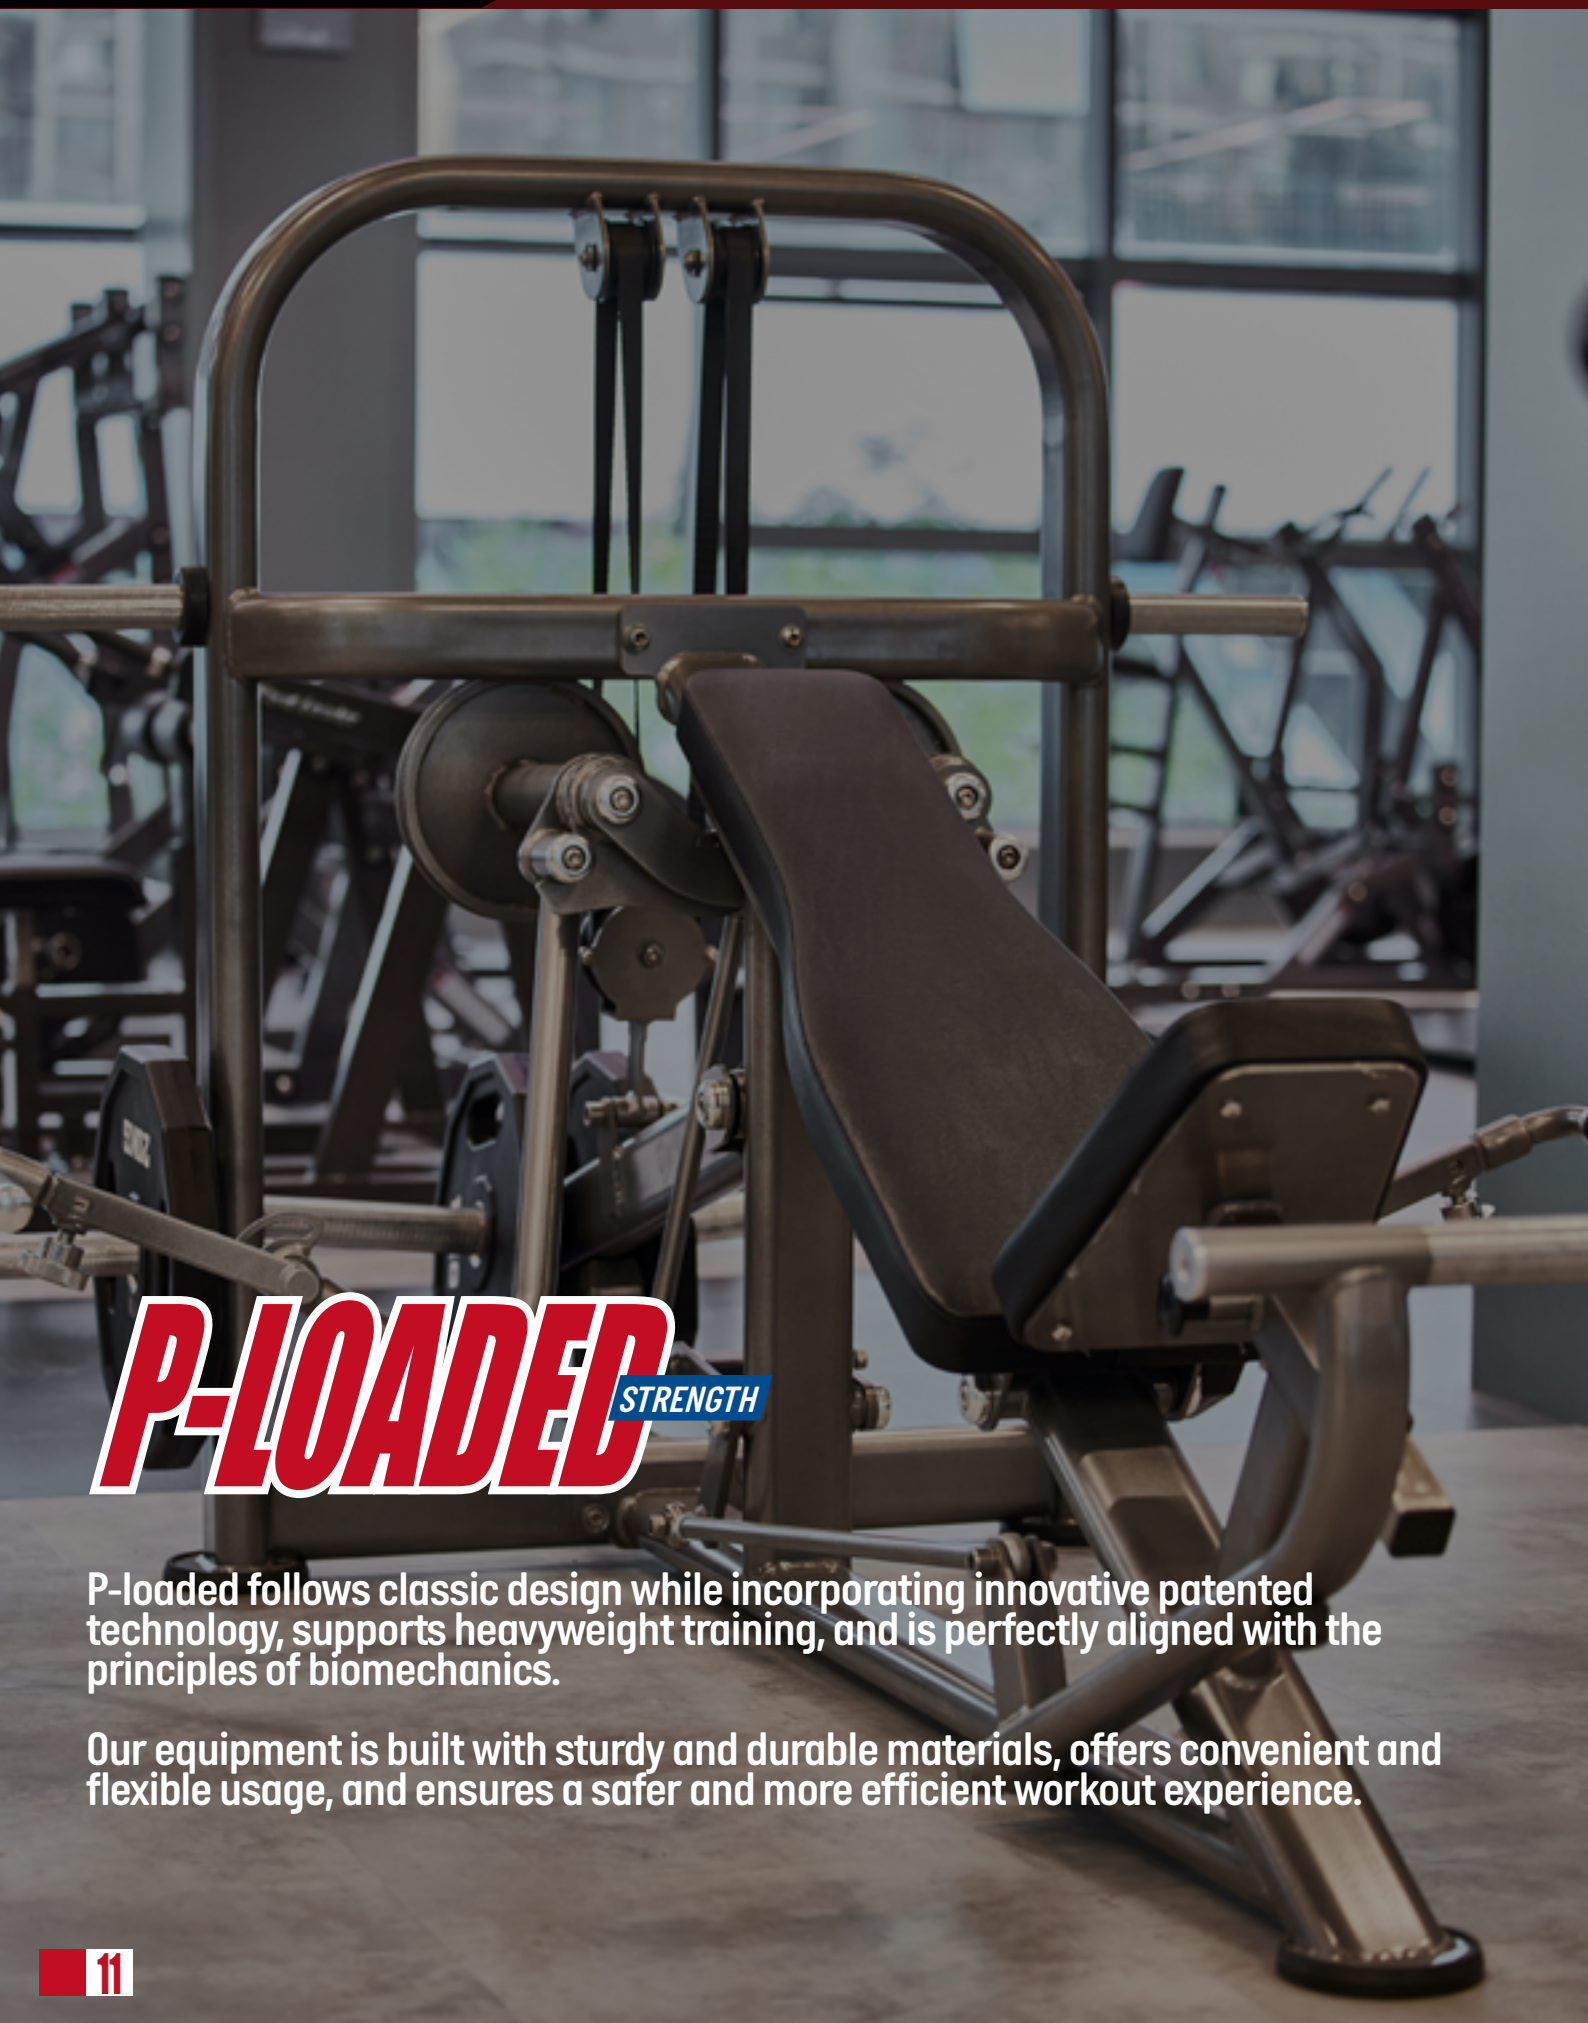 P-LOADED
STRENGTH
P-loaded follows classic design while incorporating innovative patented
technology, supports heavyweight training, and is perfectly aligned with the
principles of biomechanics.
Our equipment is built with sturdy and durable materials, offers convenient and
flexible usage, and ensures a safer and more efficient workout experience.
11